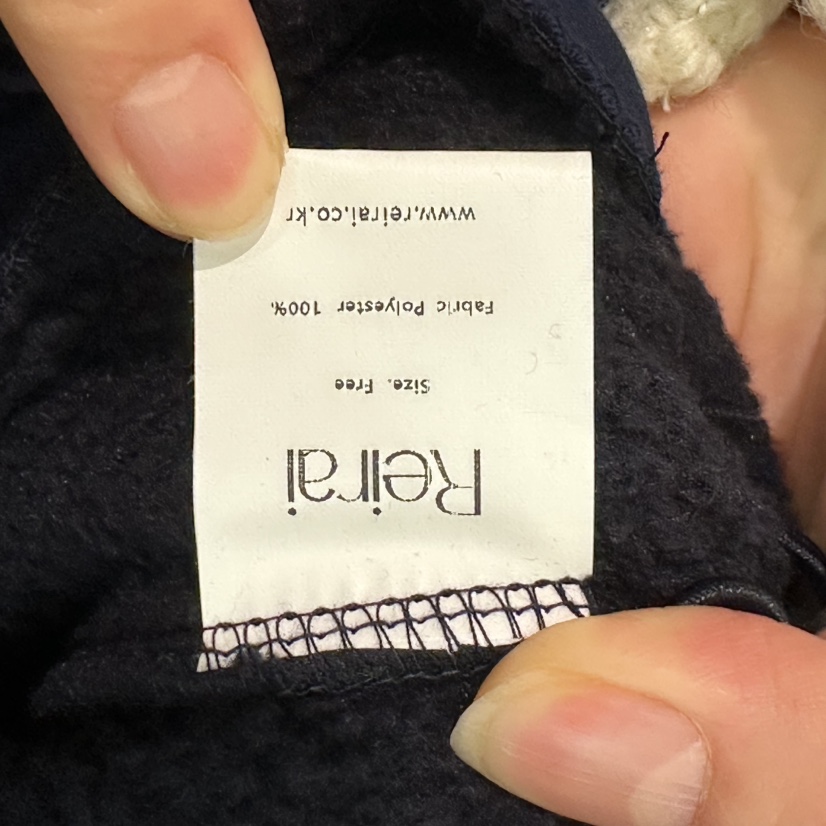 Reirai
Size. Free
Fabric Polyester 100%.
www.reirai.co.kr